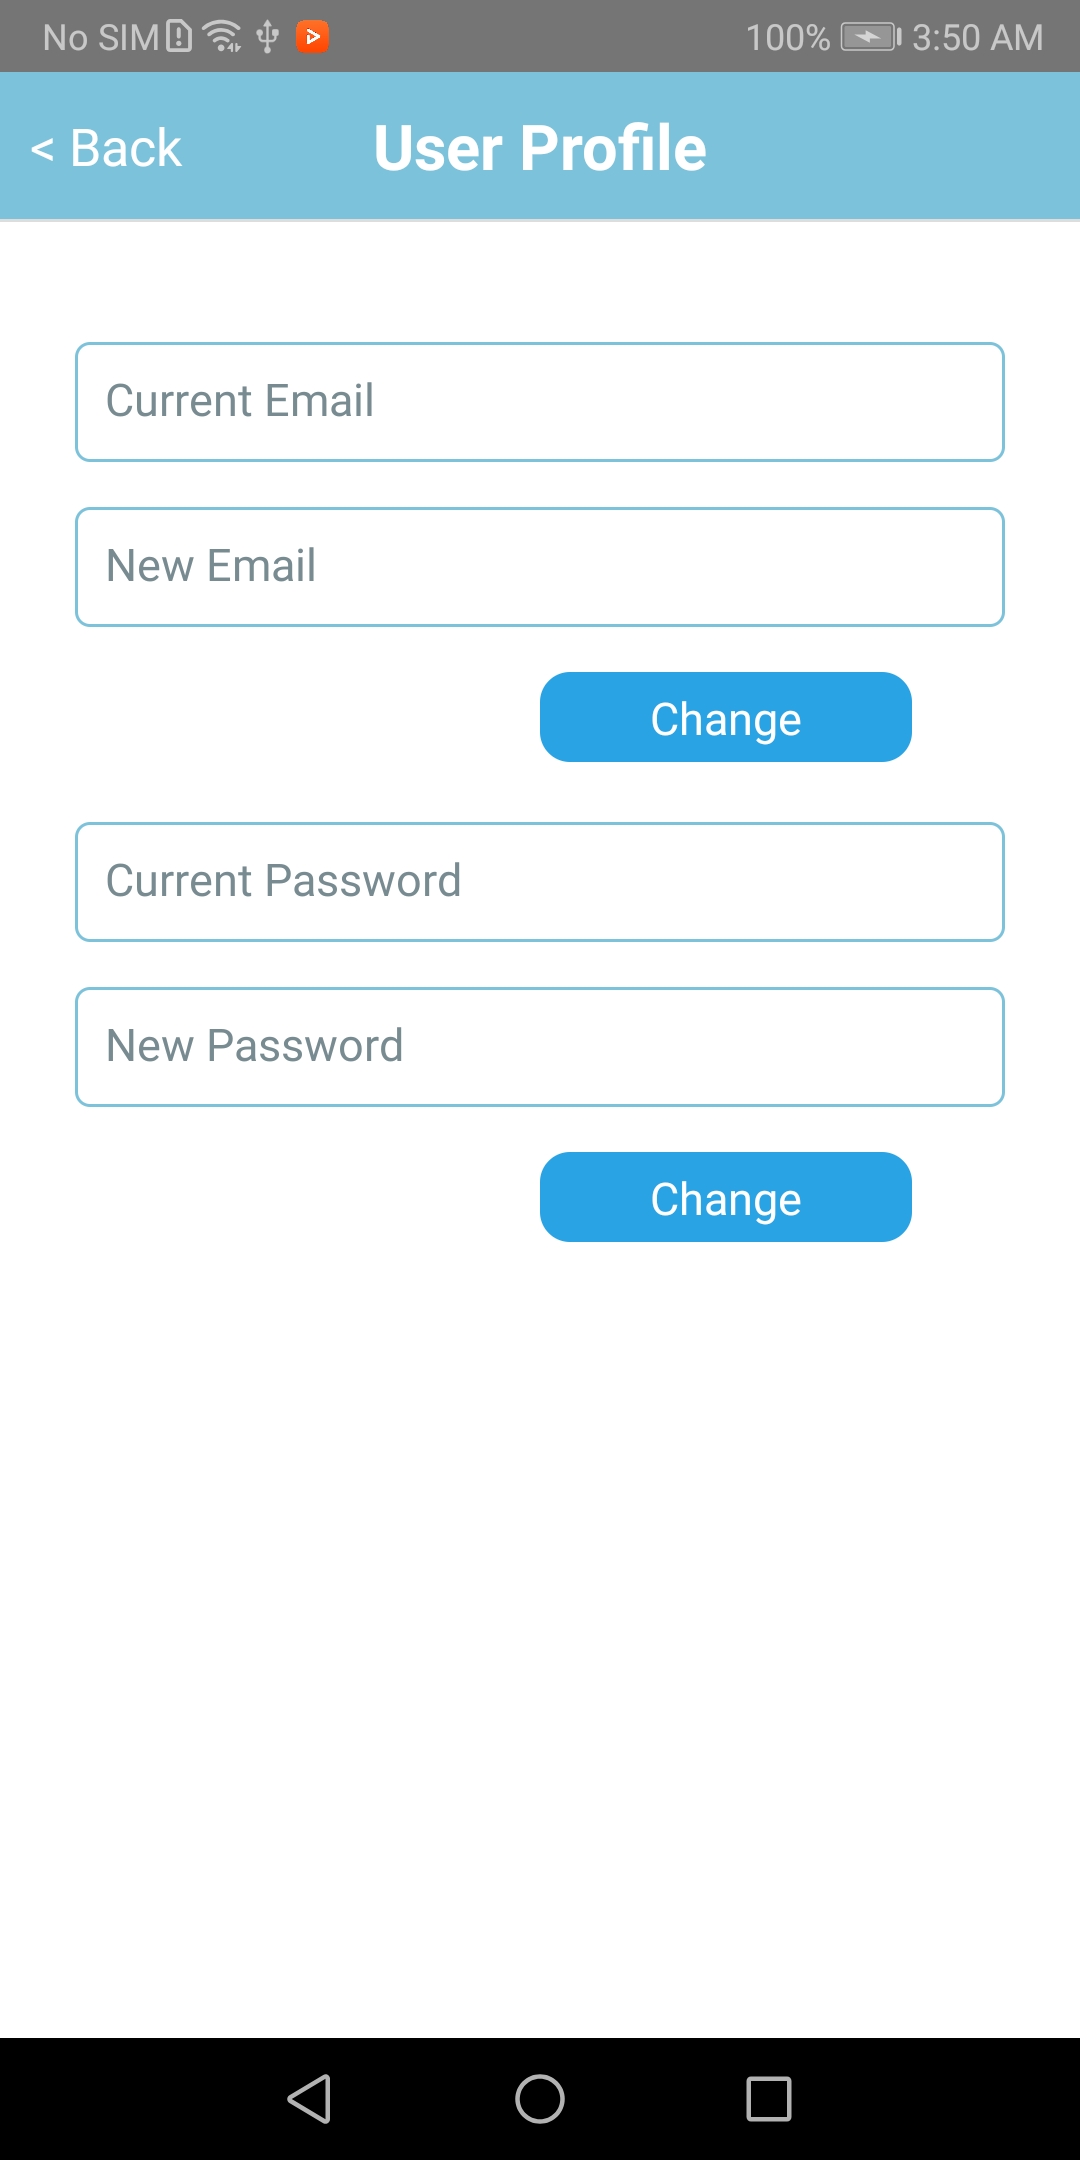 No SIM 100% 3:50 AM
< Back User Profile
Current Email
New Email
Change
Current Password
New Password
Change